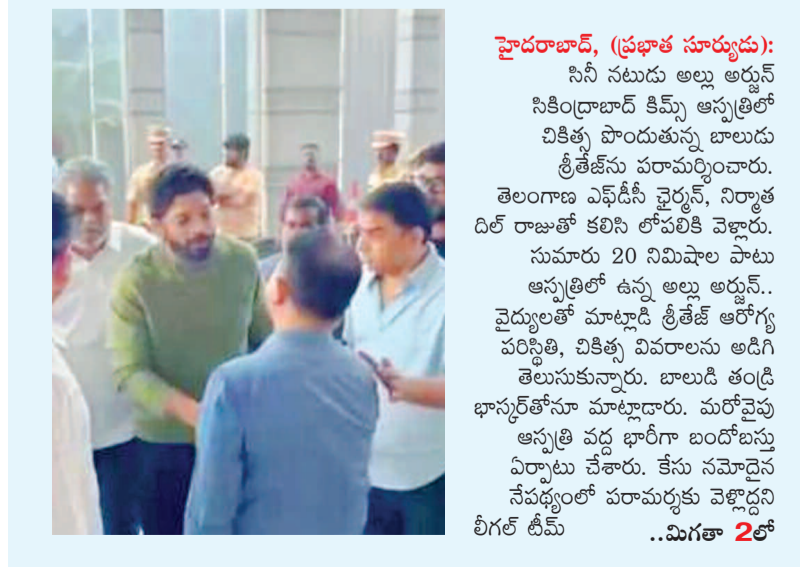 హైదరాబాద్, (ప్రభాత సూర్యుడు):
సినీ నటుడు అల్లు అర్జున్
సికింద్రాబాద్ కిమ్స్ ఆస్పత్రిలో
చికిత్స పొందుతున్న బాలుడు
శ్రీతేజ్‌ను పరామర్శించారు.
తెలంగాణ ఎఫ్‌డీసీ ఛైర్మన్, నిర్మాత
దిల్ రాజుతో కలిసి లోపలికి వెళ్లారు.
సుమారు 20 నిమిషాల పాటు
ఆస్పత్రిలో ఉన్న అల్లు అర్జున్..
వైద్యులతో మాట్లాడి శ్రీతేజ్ ఆరోగ్య
పరిస్థితి, చికిత్స వివరాలను అడిగి
తెలుసుకున్నారు. బాలుడి తండ్రి
భాస్కర్‌తోనూ మాట్లాడారు. మరోవైపు
ఆస్పత్రి వద్ద భారీగా బందోబస్తు
ఏర్పాటు చేశారు. కేసు నమోదైన
నేపథ్యంలో పరామర్శకు వెళ్లొద్దని
లీగల్ టీమ్ ..మిగతా 2లో